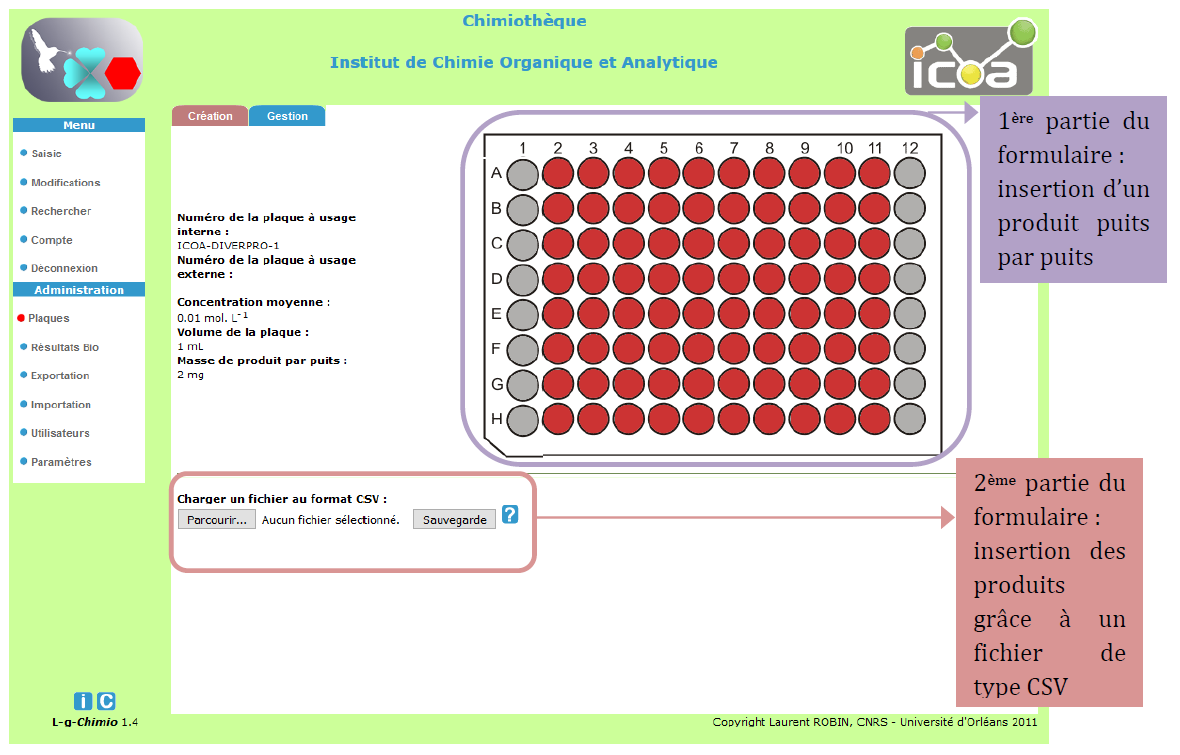 Chimiothèque
Institut de Chimie Organique et Analytique
icoa
Menu
Saisie
Modifications
Rechercher
Compte
Déconnexion
Administration
Plaques
Résultats Bio
Exportation
Importation
Utilisateurs
Paramètres
Création Gestion
Numéro de la plaque à usage
interne :
ICOA-DIVERPRO-1
Numéro de la plaque à usage
externe :
Concentration moyenne :
0.01 mol. L-1
Volume de la plaque :
1 mL
Masse de produit par puits :
2 mg
1 2 3 4 5 6 7 8 9 10 11 12
A
B
C
D
E
F
G
H
1ère partie du
formulaire :
insertion d'un
produit puits
par puits
Charger un fichier au format CSV :
Parcourir... Aucun fichier sélectionné. Sauvegarde ?
2ème partie du
formulaire :
insertion des
produits
grâce à un
fichier de
type CSV
i C
L-g-Chimio 1.4
Copyright Laurent ROBIN, CNRS - Université d'Orléans 2011